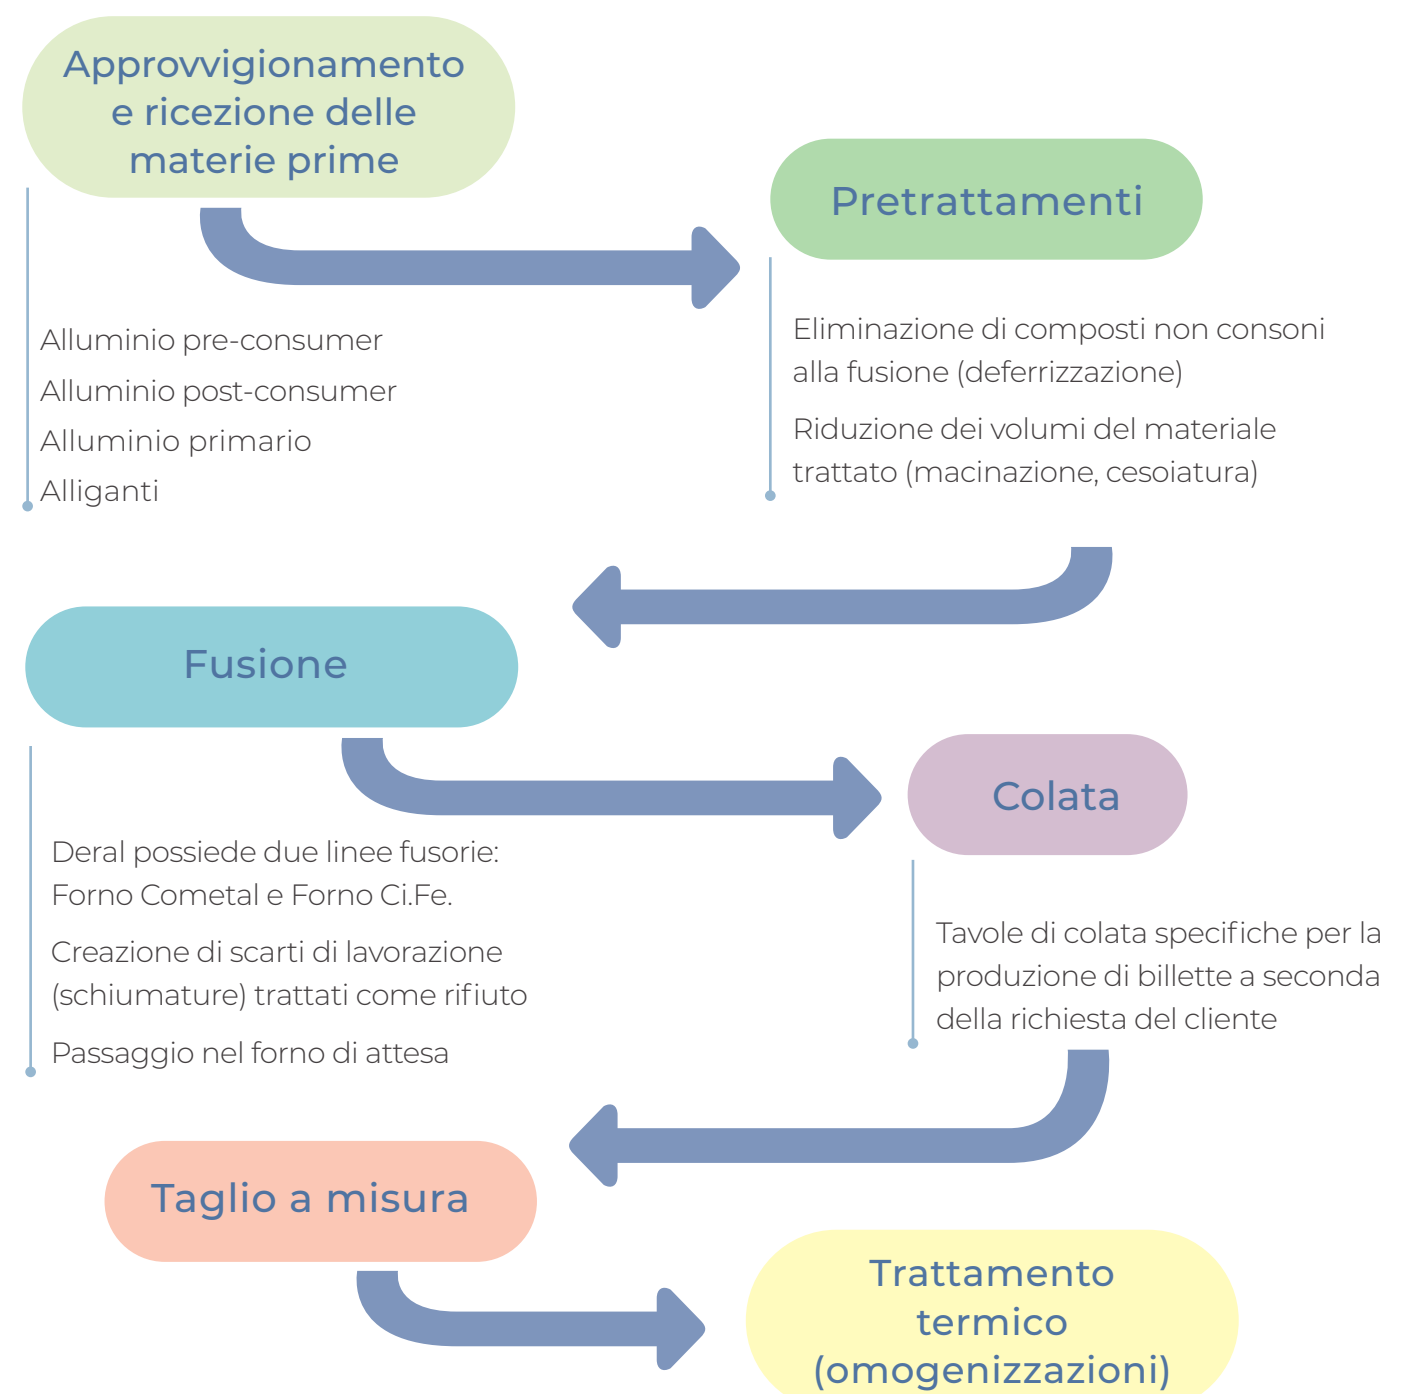 Approvvigionamento
e ricezione delle
materie prime
Alluminio pre-consumer
Alluminio post-consumer
Alluminio primario
Alliganti
Pretrattamenti
Eliminazione di composti non consoni
alla fusione (deferrizzazione)
Riduzione dei volumi del materiale
trattato (macinazione, cesoiatura)
Fusione
Deral possiede due linee fusorie:
Forno Cometal e Forno Ci.Fe.
Creazione di scarti di lavorazione
(schiumature) trattati come rifiuto
Passaggio nel forno di attesa
Colata
Tavole di colata specifiche per la
produzione di billette a seconda
della richiesta del cliente
Taglio a misura
Trattamento
termico
(omogenizzazioni)